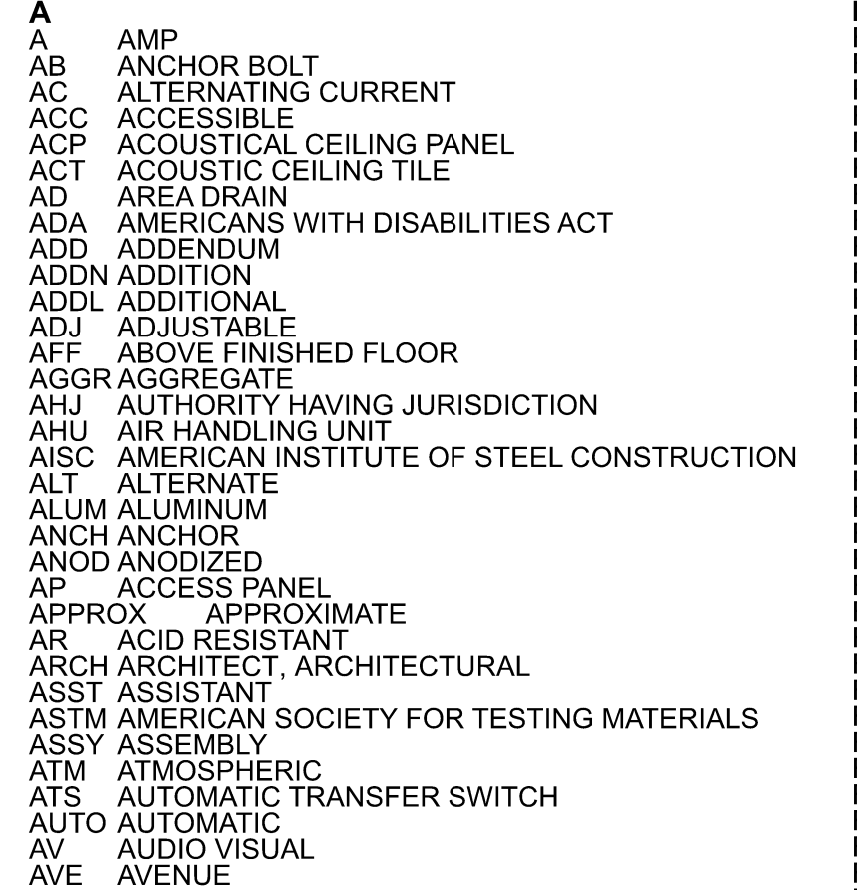 A
A AMP
AB ANCHOR BOLT
AC ALTERNATING CURRENT
ACC ACCESSIBLE
ACP ACOUSTICAL CEILING PANEL
ACT ACOUSTIC CEILING TILE
AD AREA DRAIN
ADA AMERICANS WITH DISABILITIES ACT
ADD ADDENDUM
ADDN ADDITION
ADDL ADDITIONAL
ADJ ADJUSTABLE
AFF ABOVE FINISHED FLOOR
AGGR AGGREGATE
AHJ AUTHORITY HAVING JURISDICTION
AHU AIR HANDLING UNIT
AISC AMERICAN INSTITUTE OF STEEL CONSTRUCTION
ALT ALTERNATE
ALUM ALUMINUM
ANCH ANCHOR
ANOD ANODIZED
AP ACCESS PANEL
APPROX APPROXIMATE
AR ACID RESISTANT
ARCH ARCHITECT, ARCHITECTURAL
ASST ASSISTANT
ASTM AMERICAN SOCIETY FOR TESTING MATERIALS
ASSY ASSEMBLY
ATM ATMOSPHERIC
ATS AUTOMATIC TRANSFER SWITCH
AUTO AUTOMATIC
AV AUDIO VISUAL
AVE AVENUE